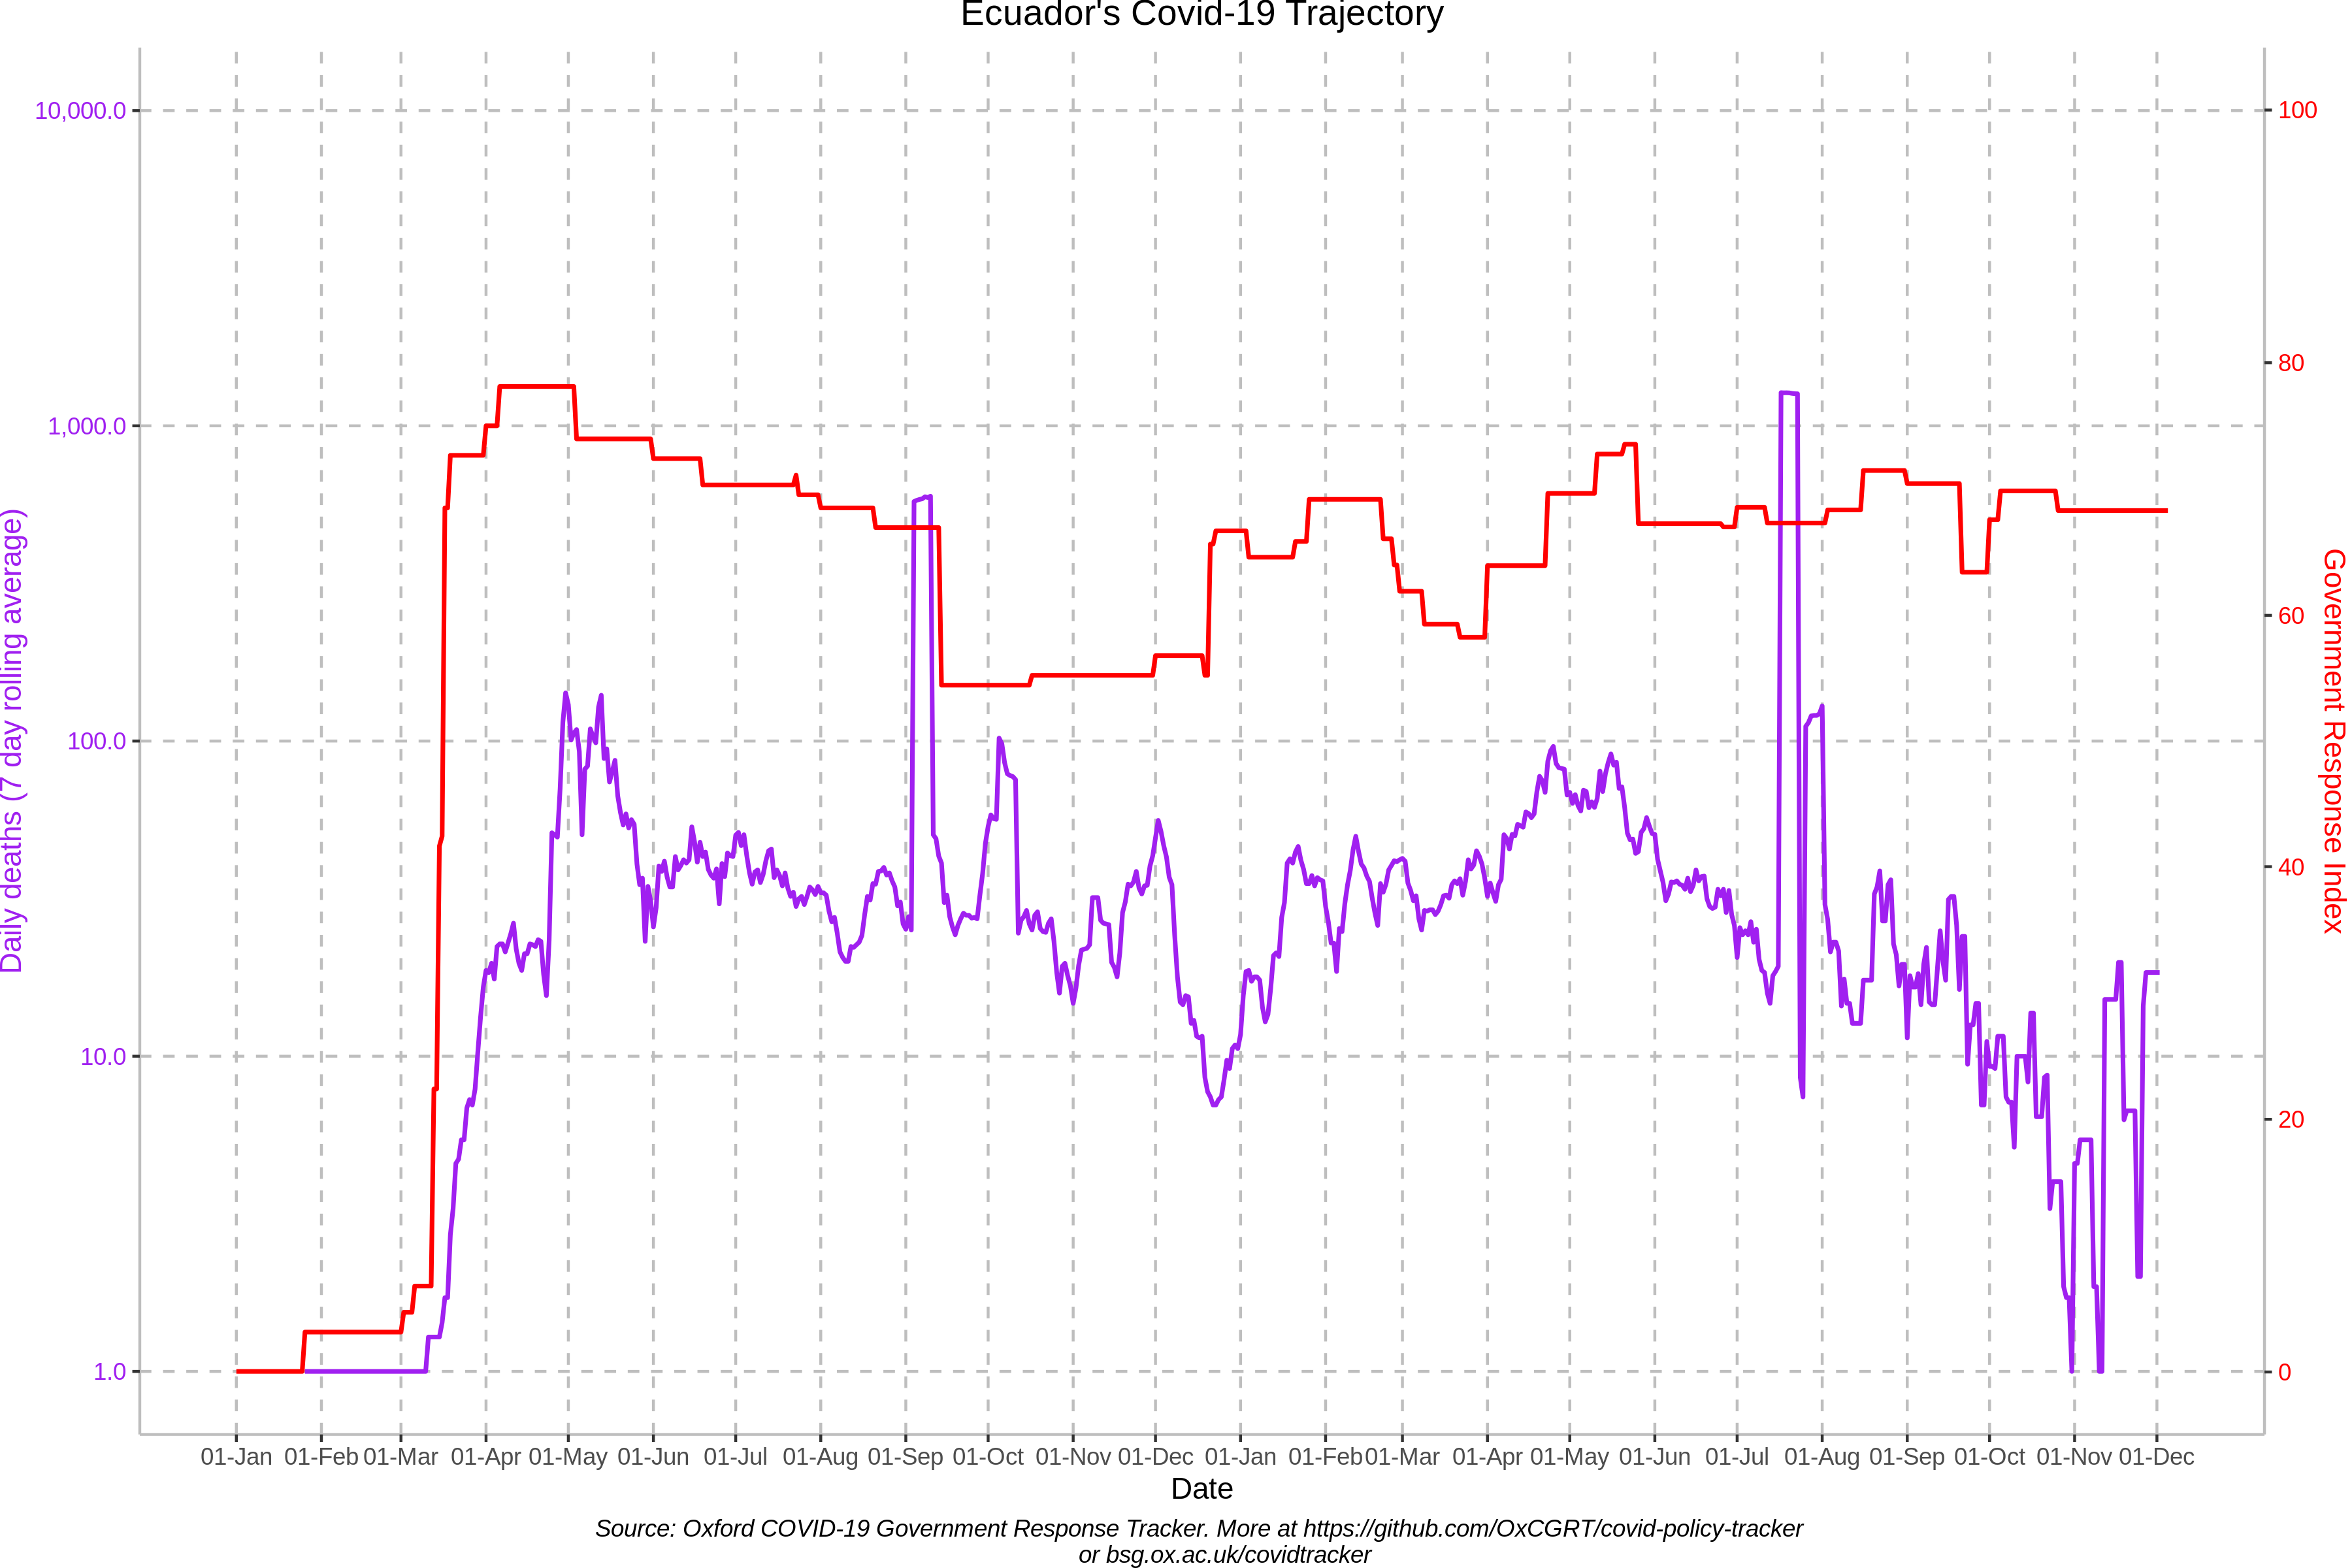 Ecuador's Covid-19 Trajectory
10,000.0
1,000.0
100.0
10.0
1.0
Daily deaths (7 day rolling average)
100
80
60
40
20
0
Government Response Index
01-Jan 01-Feb 01-Mar 01-Apr 01-May 01-Jun 01-Jul 01-Aug 01-Sep 01-Oct 01-Nov 01-Dec 01-Jan 01-Feb 01-Mar 01-Apr 01-May 01-Jun 01-Jul 01-Aug 01-Sep 01-Oct 01-Nov 01-Dec
Date
Source: Oxford COVID-19 Government Response Tracker. More at https://github.com/OxCGRT/covid-policy-tracker
or bsg.ox.ac.uk/covidtracker